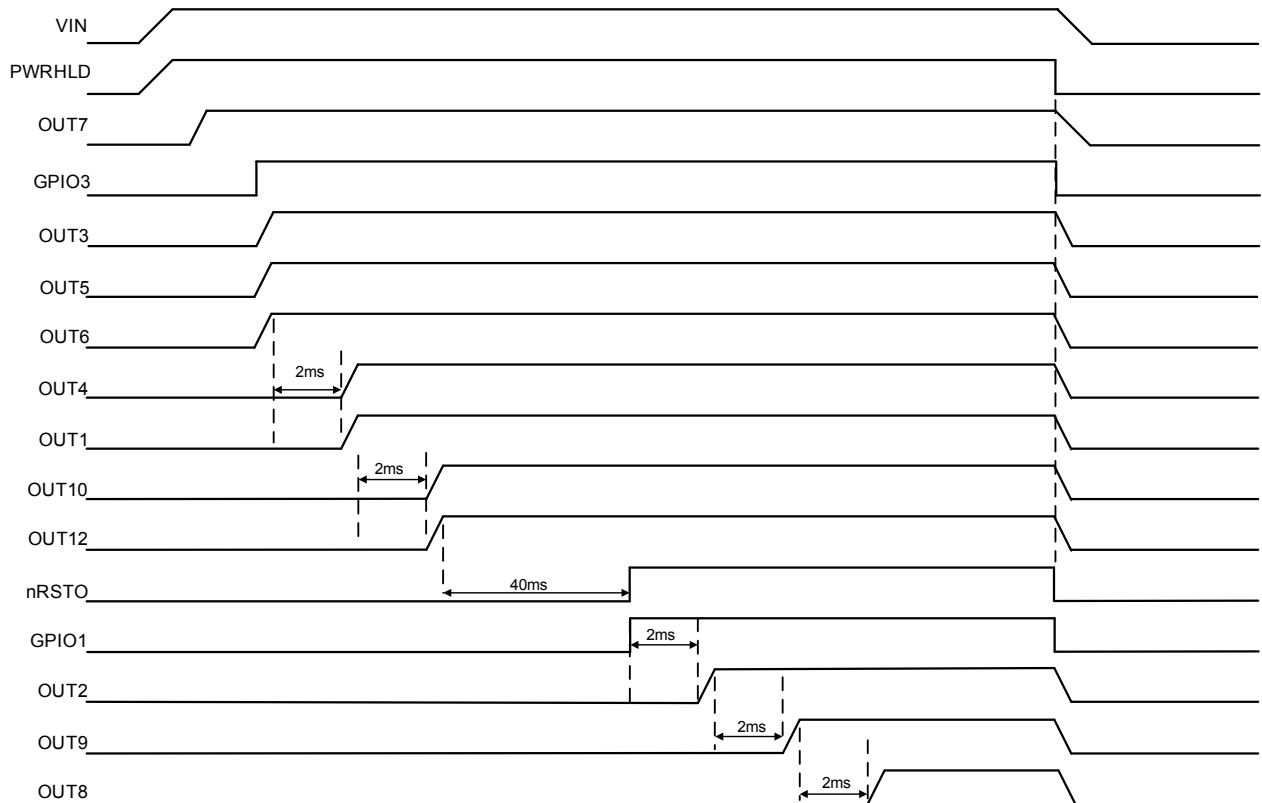 VIN
PWRHLD
OUT7
GPIO3
OUT3
OUT5
OUT6
2ms
OUT4
OUT1
2ms
OUT10
OUT12
nRSTO
40ms
GPIO1
2ms
OUT2
2ms
OUT9
2ms
OUT8